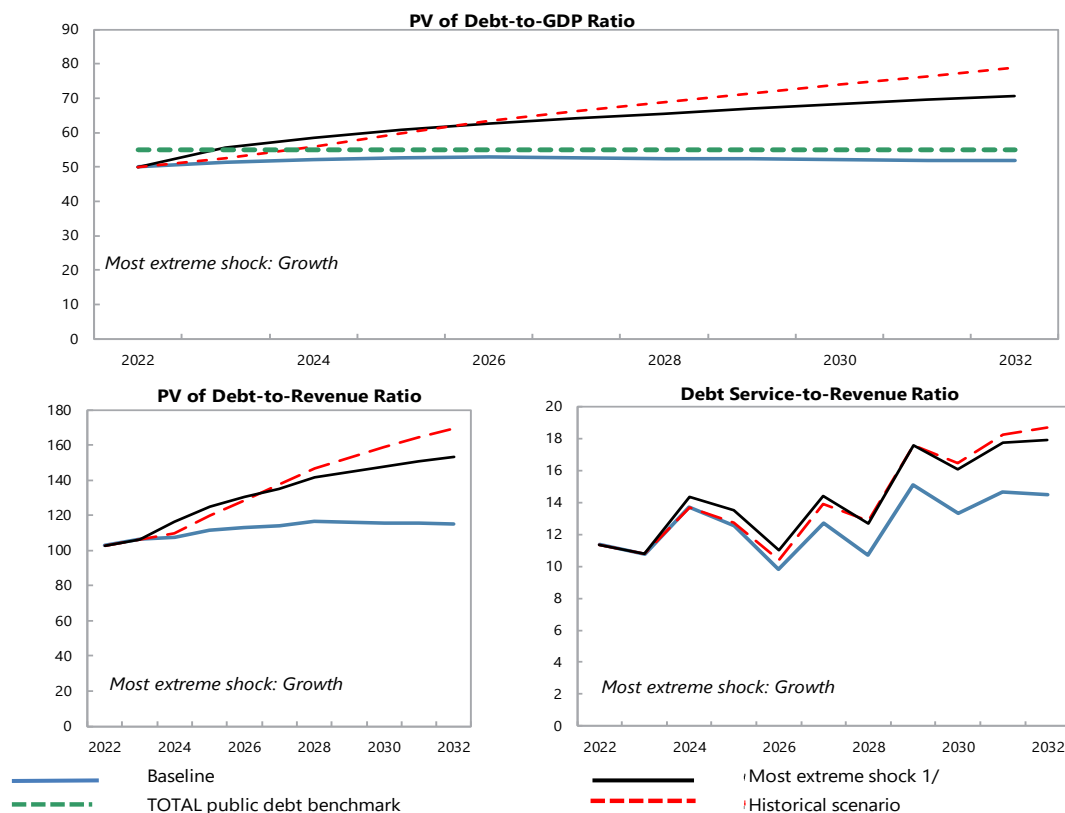 PV of Debt-to-GDP Ratio
90
80
70
60
50
40
30
20
10
0
Most extreme shock: Growth
2022 2024 2026 2028 2030 2032
PV of Debt-to-Revenue Ratio
180
160
140
120
100
80
60
40
20
0
Most extreme shock: Growth
2022 2024 2026 2028 2030 2032
Debt Service-to-Revenue Ratio
20
18
16
14
12
10
8
6
4
2
0
Most extreme shock: Growth
2022 2024 2026 2028 2030 2032
Baseline
Most extreme shock 1/
TOTAL public debt benchmark
Historical scenario